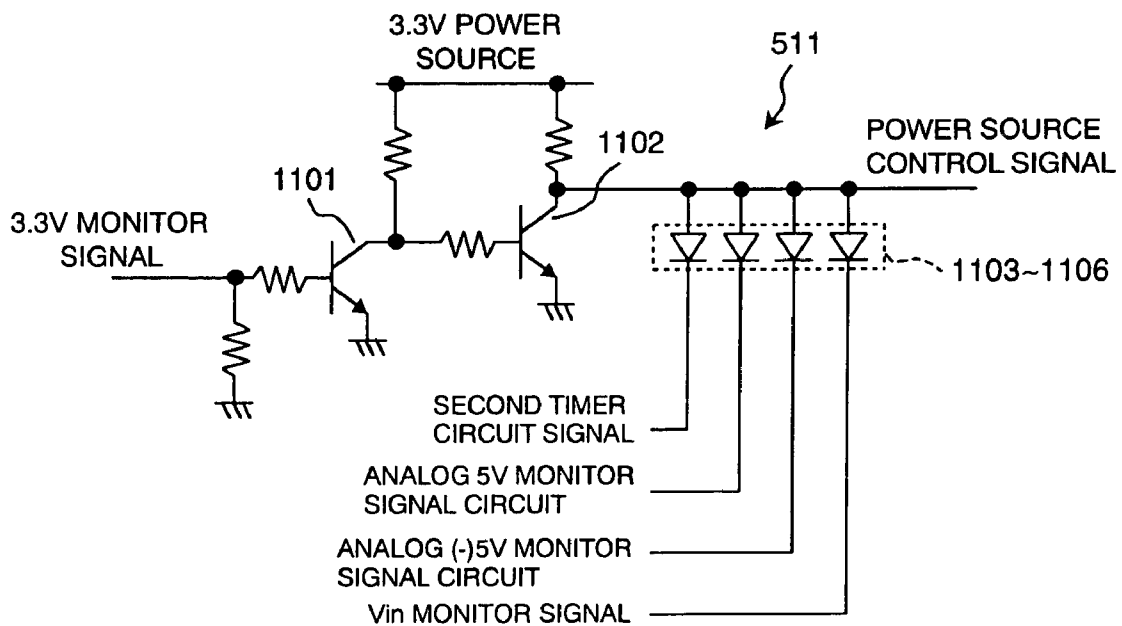 3.3V POWER
SOURCE
511
1102
POWER SOURCE
CONTROL SIGNAL
1101
3.3V MONITOR
SIGNAL
1103~1106
SECOND TIMER
CIRCUIT SIGNAL
ANALOG 5V MONITOR
SIGNAL CIRCUIT
ANALOG (-)5V MONITOR
SIGNAL CIRCUIT
Vin MONITOR SIGNAL